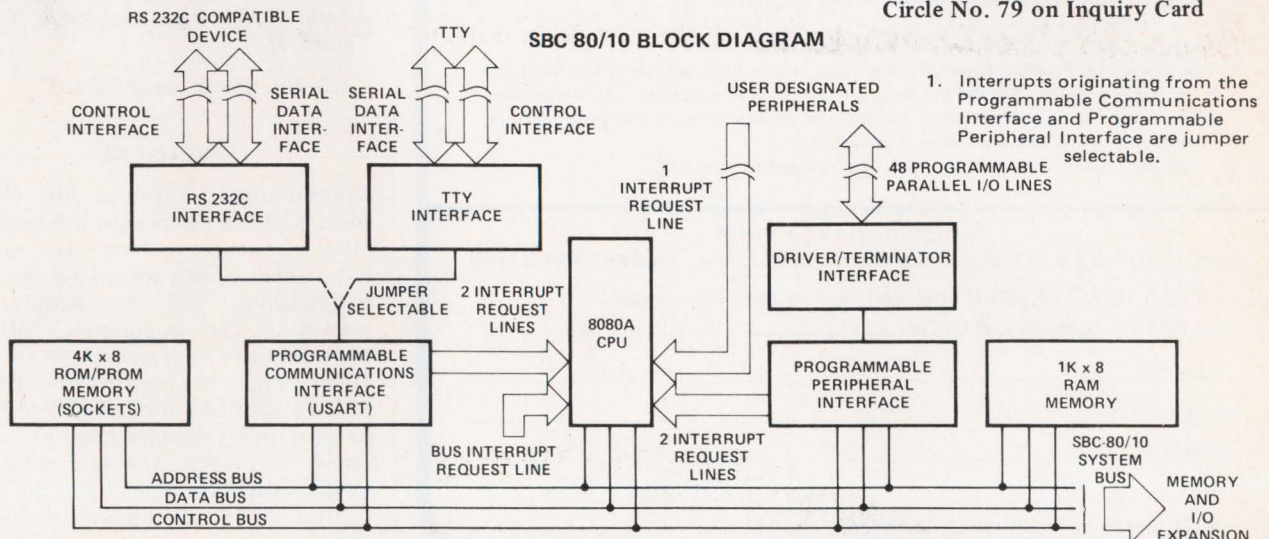 Circle No. 79 on Inquiry Card
SBC 80/10 BLOCK DIAGRAM
RS 232C COMPATIBLE
DEVICE
TTY
CONTROL
INTERFACE
SERIAL
DATA
INTER-
FACE
SERIAL
DATA
INTER-
FACE
CONTROL
INTERFACE
USER DESIGNATED
PERIPHERALS
1. Interrupts originating from the
Programmable Communications
Interface and Programmable
Peripheral Interface are jumper
selectable.
1
INTERRUPT
REQUEST
LINE
48 PROGRAMMABLE
PARALLEL I/O LINES
RS 232C
INTERFACE
TTY
INTERFACE
DRIVER/TERMINATOR
INTERFACE
JUMPER
SELECTABLE
2 INTERRUPT
REQUEST
LINES
8080A
CPU
4K x 8
ROM/PROM
MEMORY
(SOCKETS)
PROGRAMMABLE
COMMUNICATIONS
INTERFACE
(USART)
PROGRAMMABLE
PERIPHERAL
INTERFACE
1K x 8
RAM
MEMORY
BUS INTERRUPT
REQUEST LINE
2 INTERRUPT
REQUEST
LINES
SBC-80/10
SYSTEM
BUS
MEMORY
AND
I/O
EXPANSION
ADDRESS BUS
DATA BUS
CONTROL BUS